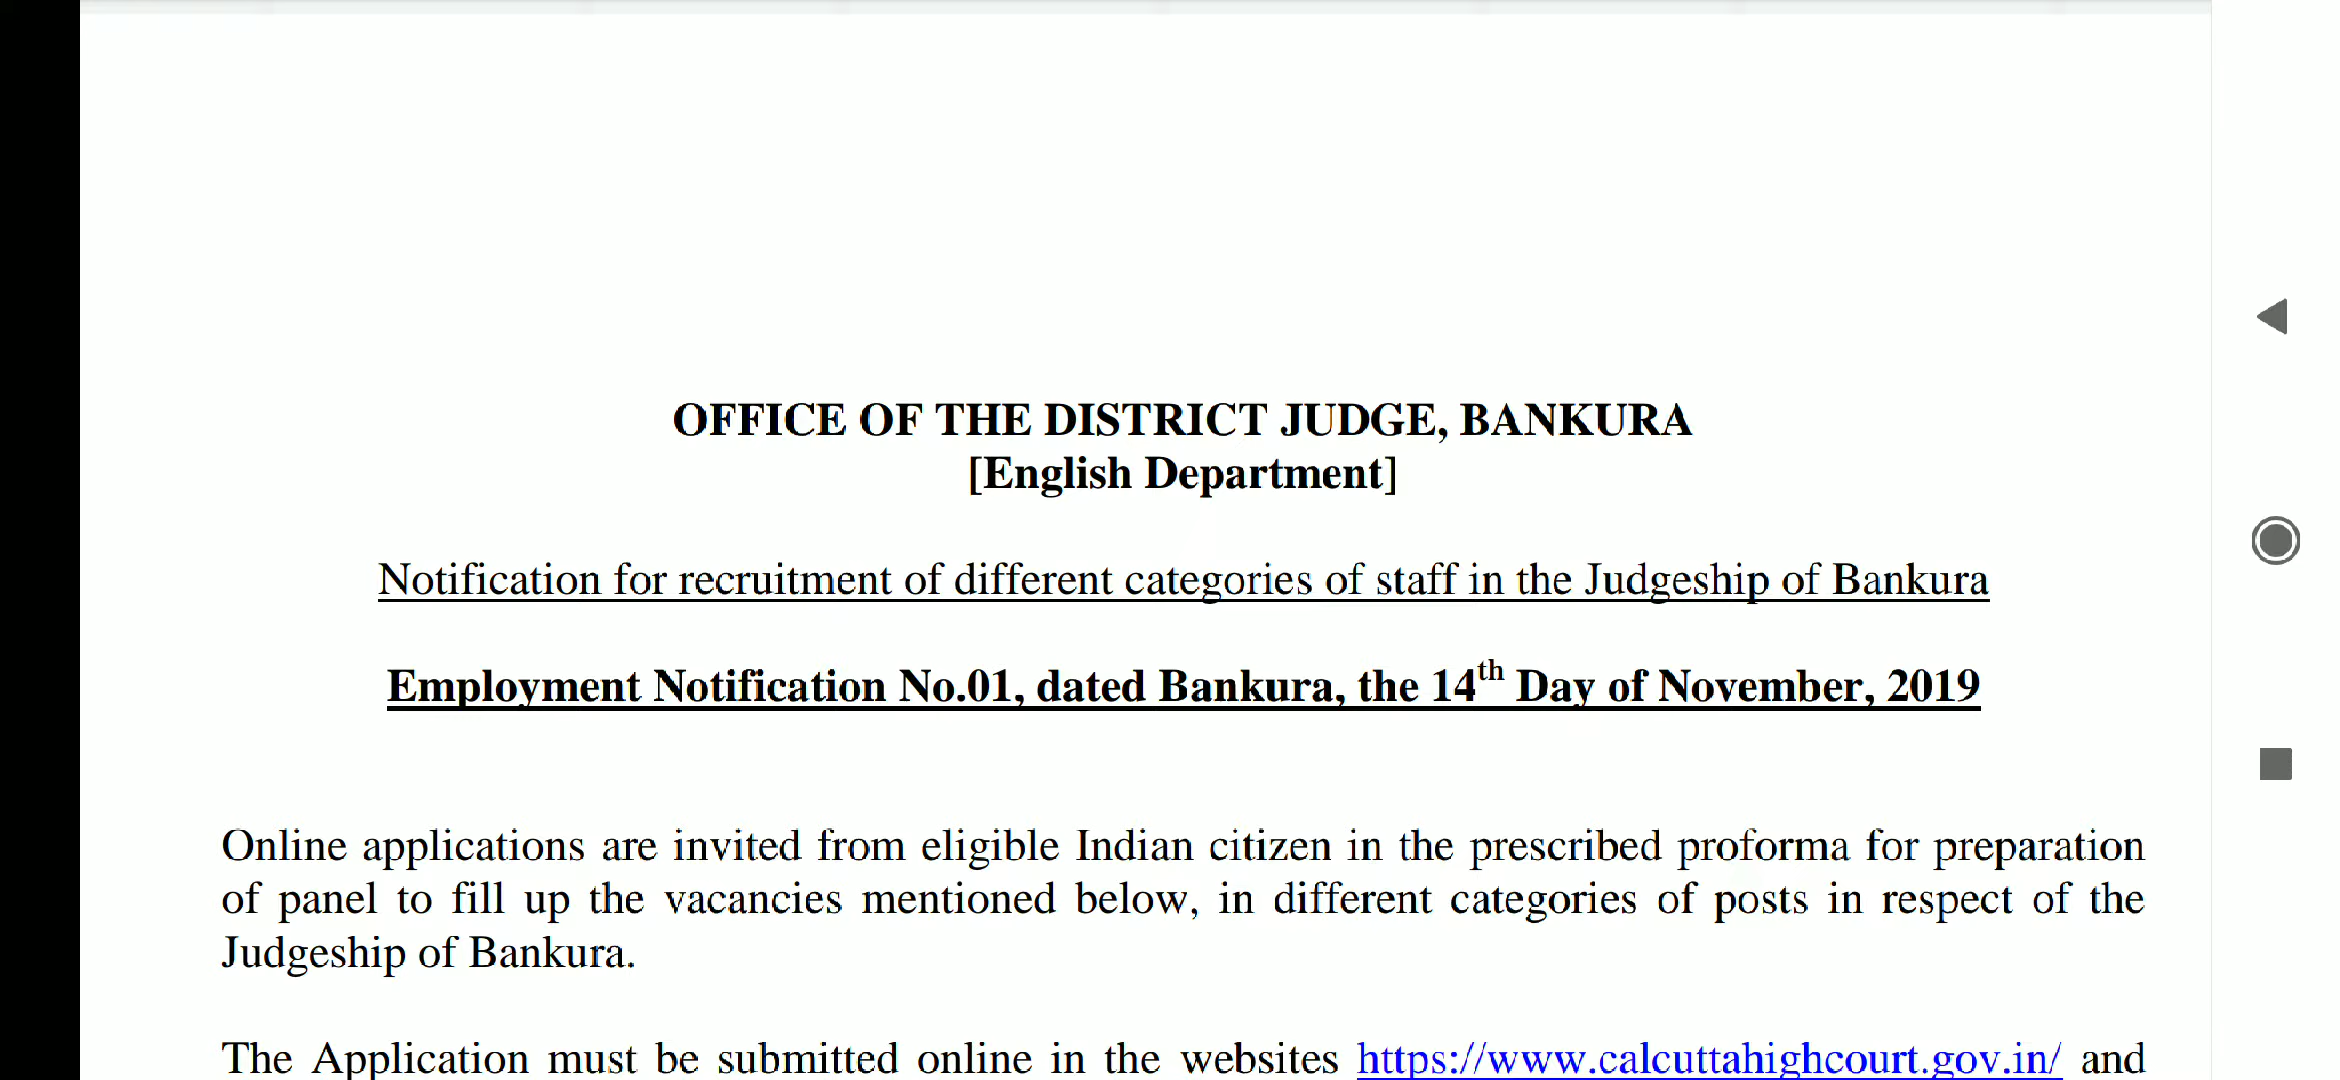 OFFICE OF THE DISTRICT JUDGE, BANKURA
[English Department]
Notification for recruitment of different categories of staff in the Judgeship of Bankura
Employment Notification No.01, dated Bankura, the 14th Day of November, 2019
Online applications are invited from eligible Indian citizen in the prescribed proforma for preparation
of panel to fill up the vacancies mentioned below, in different categories of posts in respect of the
Judgeship of Bankura.
The Application must be submitted online in the websites https://www.calcuttahighcourt.gov.in/ and